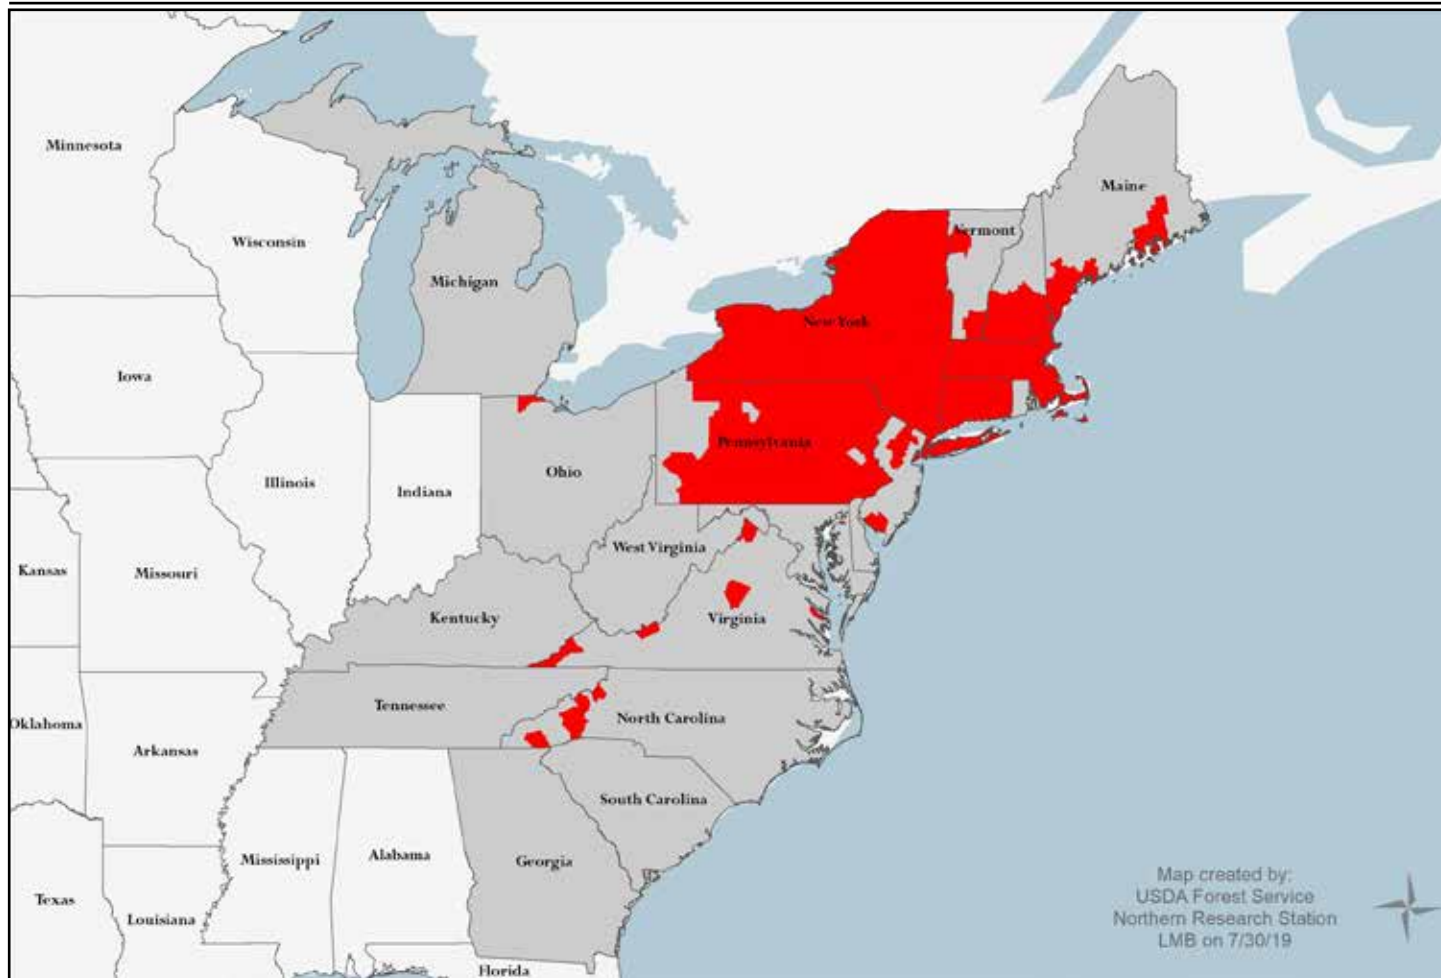 Minnesota
Maine
Vermont
Wisconsin
Michigan
New York
Iowa
Pennsylvania
Ohio
Illinois
Indiana
West Virginia
Kansas
Missouri
Kentucky
Virginia
Tennessee
North Carolina
Oklahoma
Arkansas
South Carolina
Mississippi
Alabama
Georgia
Texas
Louisiana
Florida
Map created by:
USDA Forest Service
Northern Research Station
LMB on 7/30/19